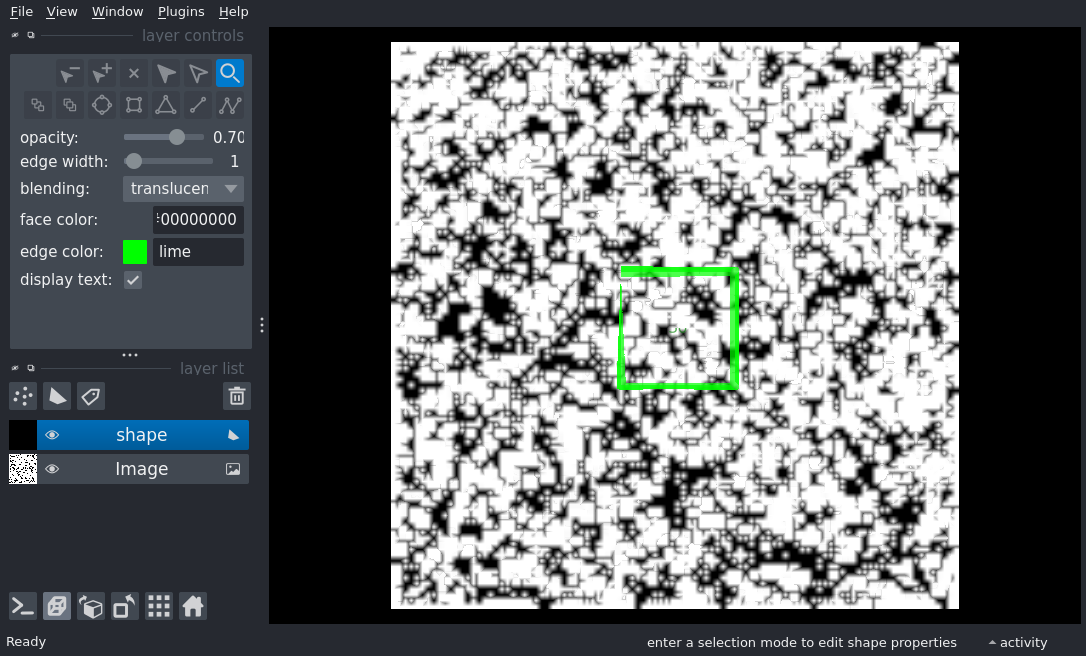 File View Window Plugins Help
layer controls
opacity: 0.70
edge width: 1
blending: translucen
face color: #00000000
edge color: lime
display text:
layer list
shape
Image
Ready
enter a selection mode to edit shape properties
activity